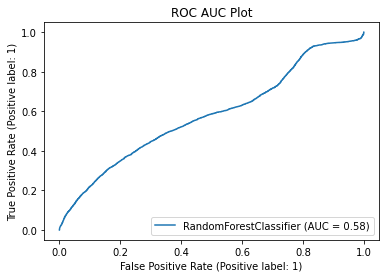 ROC AUC Plot
True Positive Rate (Positive label: 1)
1.0
0.8
0.6
0.4
0.2
0.0
RandomForestClassifier (AUC = 0.58)
0.0 0.2 0.4 0.6 0.8 1.0
False Positive Rate (Positive label: 1)